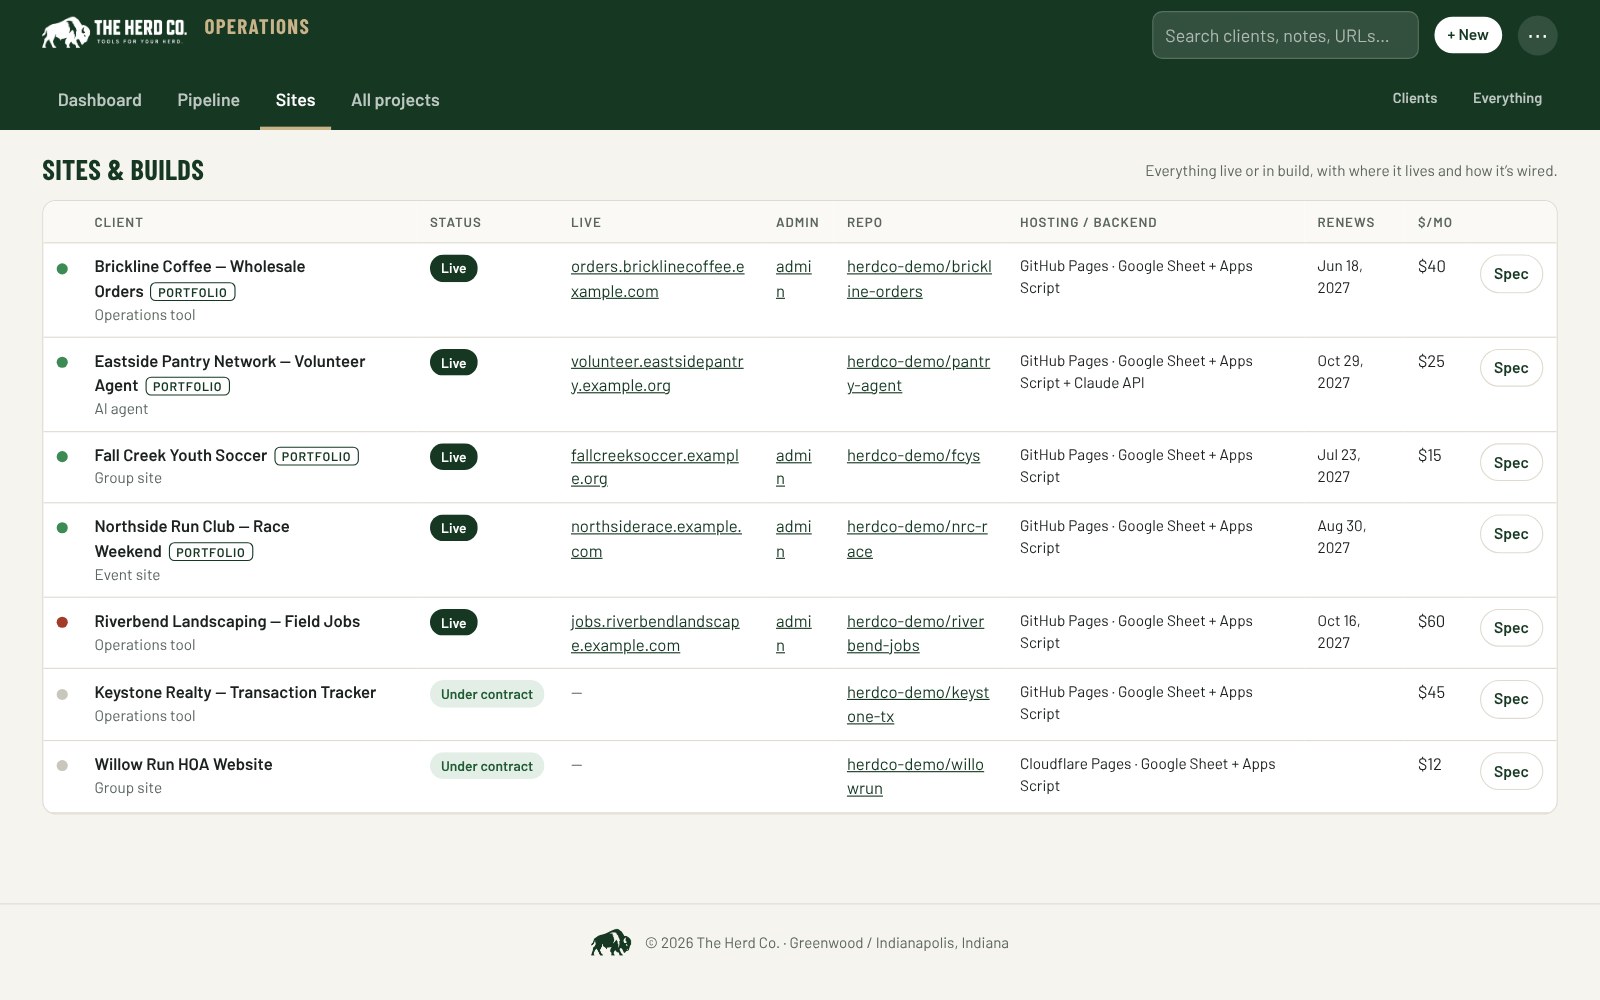 THE HERD CO.
TOOLS FOR YOUR HERD.
OPERATIONS
Search clients, notes, URLs...
+ New
...
Dashboard
Pipeline
Sites
All projects
Clients
Everything
SITES & BUILDS
Everything live or in build, with where it lives and how it's wired.
CLIENT STATUS LIVE ADMIN REPO HOSTING / BACKEND RENEWS $/MO
Brickline Coffee — Wholesale
Orders PORTFOLIO
Operations tool
Live
orders.bricklinecoffee.e
xample.com
admi
n
herdco-demo/brickl
ine-orders
GitHub Pages · Google Sheet + Apps
Script
Jun 18,
2027
$40
Spec
Eastside Pantry Network — Volunteer
Agent PORTFOLIO
AI agent
Live
volunteer.eastsidepantr
y.example.org
herdco-demo/pantr
y-agent
GitHub Pages · Google Sheet + Apps
Script + Claude API
Oct 29,
2027
$25
Spec
Fall Creek Youth Soccer PORTFOLIO
Group site
Live
fallcreeksoccer.exampl
e.org
admi
n
herdco-demo/fcys
GitHub Pages · Google Sheet + Apps
Script
Jul 23,
2027
$15
Spec
Northside Run Club — Race
Weekend PORTFOLIO
Event site
Live
northsiderace.example.
com
admi
n
herdco-demo/nrc-r
ace
GitHub Pages · Google Sheet + Apps
Script
Aug 30,
2027
Spec
Riverbend Landscaping — Field Jobs
Operations tool
Live
jobs.riverbendlandscap
e.example.com
admi
n
herdco-demo/river
bend-jobs
GitHub Pages · Google Sheet + Apps
Script
Oct 16,
2027
$60
Spec
Keystone Realty — Transaction Tracker
Operations tool
Under contract
—
herdco-demo/keyst
one-tx
GitHub Pages · Google Sheet + Apps
Script
$45
Spec
Willow Run HOA Website
Group site
Under contract
—
herdco-demo/willo
wrun
Cloudflare Pages · Google Sheet + Apps
Script
$12
Spec
© 2026 The Herd Co. · Greenwood / Indianapolis, Indiana